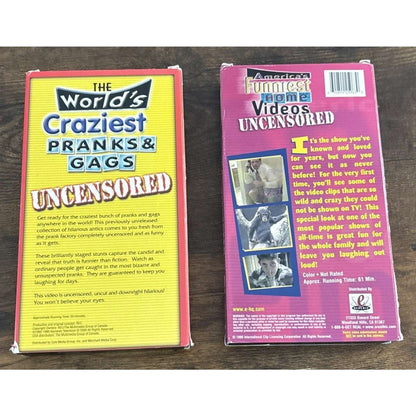 THE
World's
Craziest
PRANKS &
GAGS
UNCENSORED
Get ready for the craziest bunch of pranks and gags
anywhere in the world! This previously uncensored
collection of hilarious antics comes to you fresh from
the prank factory completely uncensored and as funny
as it gets.
These brilliantly staged stunts capture the candid and
reveal that truth is funnier than fiction. Watch as
ordinary people get caught in the most bizarre and
unsuspected pranks. They are guaranteed to keep you
laughing for days.
This video is uncensored, uncut and downright hilarious!
You won't believe your eyes.
America's
Funniest
Home
Videos
UNCENSORED
It's the show you've
known and loved
for years, but now you
can see it as never
before! For the very first
time, you'll see some of
the video clips that are so
wild and crazy they could
not be shown on TV! This
special look at one of the
most popular shows of
all-time is great fun for
the whole family and will
leave you laughing out
loud!
Color • Not Rated
Approx. Running Time: 61 Min.
Distributed By